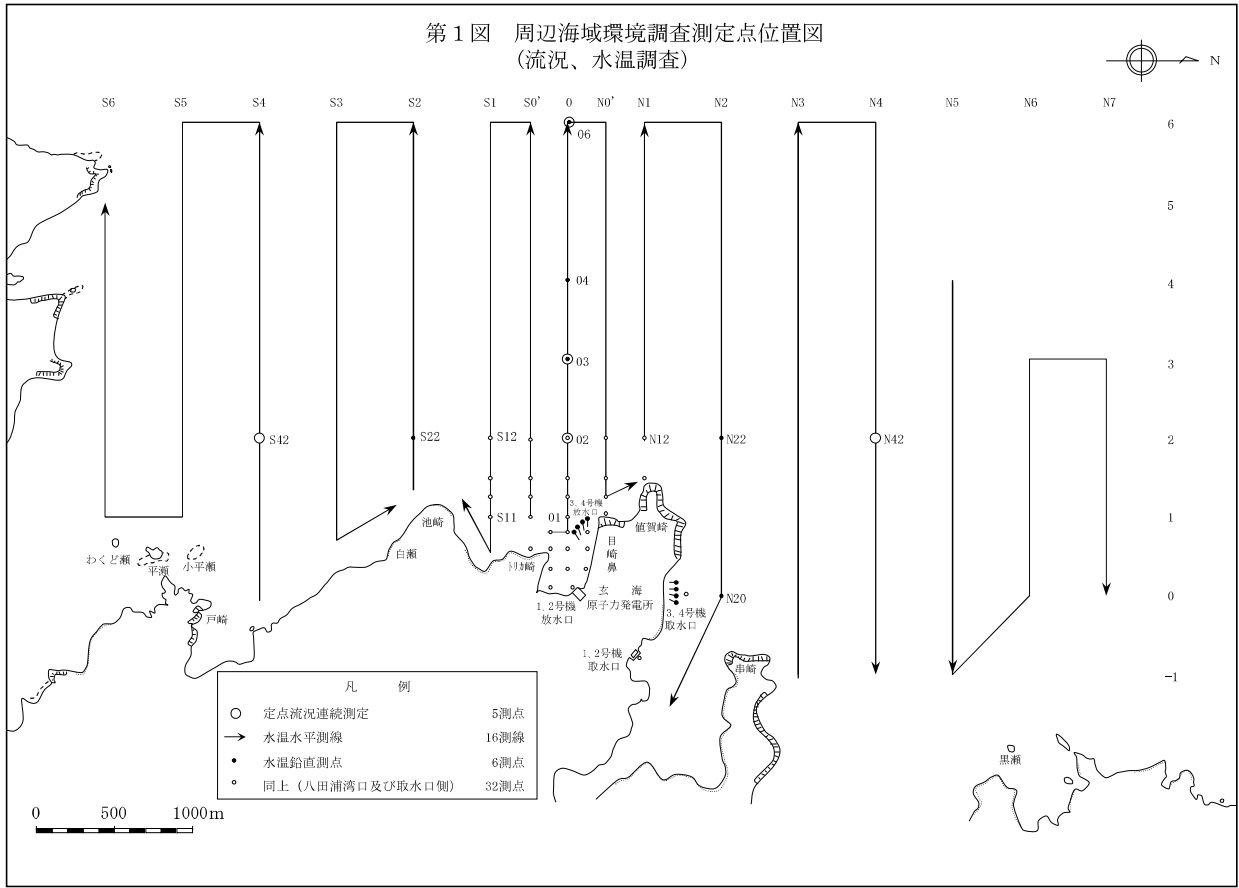 第１図　周辺海域環境調査測定点位置図
(流況、水温調査)
N
S6 S5 S4 S3 S2 S1 S0' 0 N0' N1 N2 N3 N4 N5 N6 N7
6
06
5
04
4
03
3
S42
S22
S12
02
N12
N22
N42
2
3, 4号機
放水口
S11
01
1
池崎
値賀崎
目崎鼻
白瀬
ﾄﾘｶ崎
わくど瀬
平瀬
小平瀬
戸崎
玄　海
原子力発電所
1, 2号機
放水口
3, 4号機
取水口
N20
0
1, 2号機
取水口
串崎
-1
凡　例
定点流況連続測定　5測点
水温水平測線　16測線
水温鉛直測点　6測点
同上（八田浦湾口及び取水口側）　32測点
黒瀬
0 500 1000m